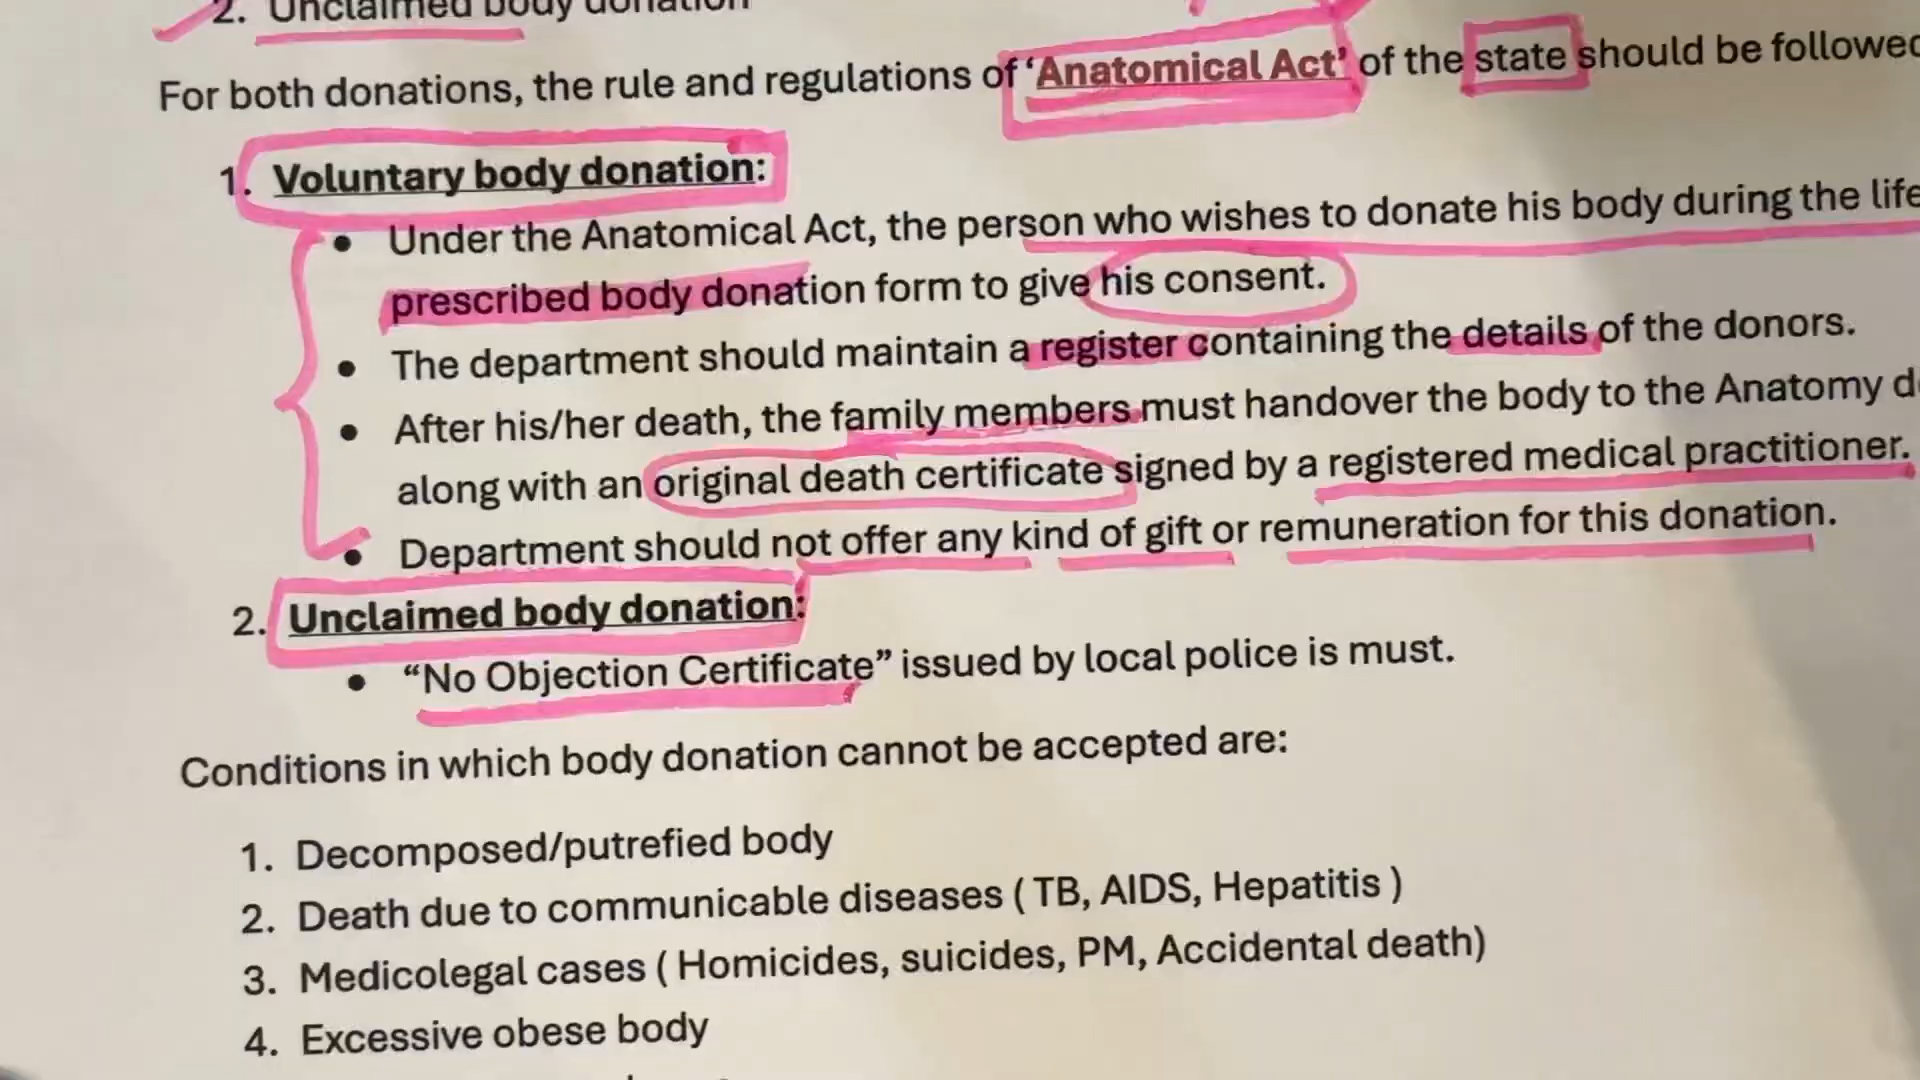 2. Unclaimed body donation
For both donations, the rule and regulations of ‘Anatomical Act’ of the state should be followed
1. Voluntary body donation:
• Under the Anatomical Act, the person who wishes to donate his body during the life
prescribed body donation form to give his consent.
• The department should maintain a register containing the details of the donors.
• After his/her death, the family members must handover the body to the Anatomy
along with an original death certificate signed by a registered medical practitioner.
• Department should not offer any kind of gift or remuneration for this donation.
2. Unclaimed body donation:
• “No Objection Certificate” issued by local police is must.
Conditions in which body donation cannot be accepted are:
1. Decomposed/putrefied body
2. Death due to communicable diseases ( TB, AIDS, Hepatitis )
3. Medicolegal cases ( Homicides, suicides, PM, Accidental death)
4. Excessive obese body